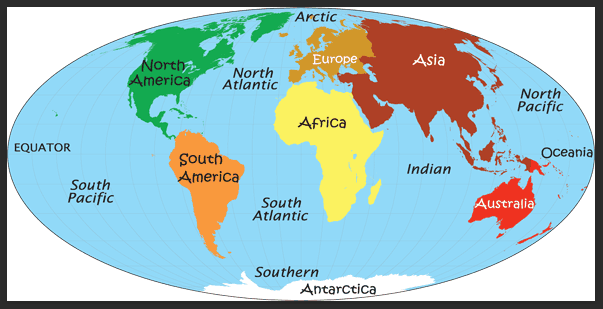 Arctic
North
America
Europe
Asia
North
Atlantic
North
Pacific
Africa
EQUATOR
Oceania
South
America
Indian
South
Pacific
South
Atlantic
Australia
Southern
Antarctica